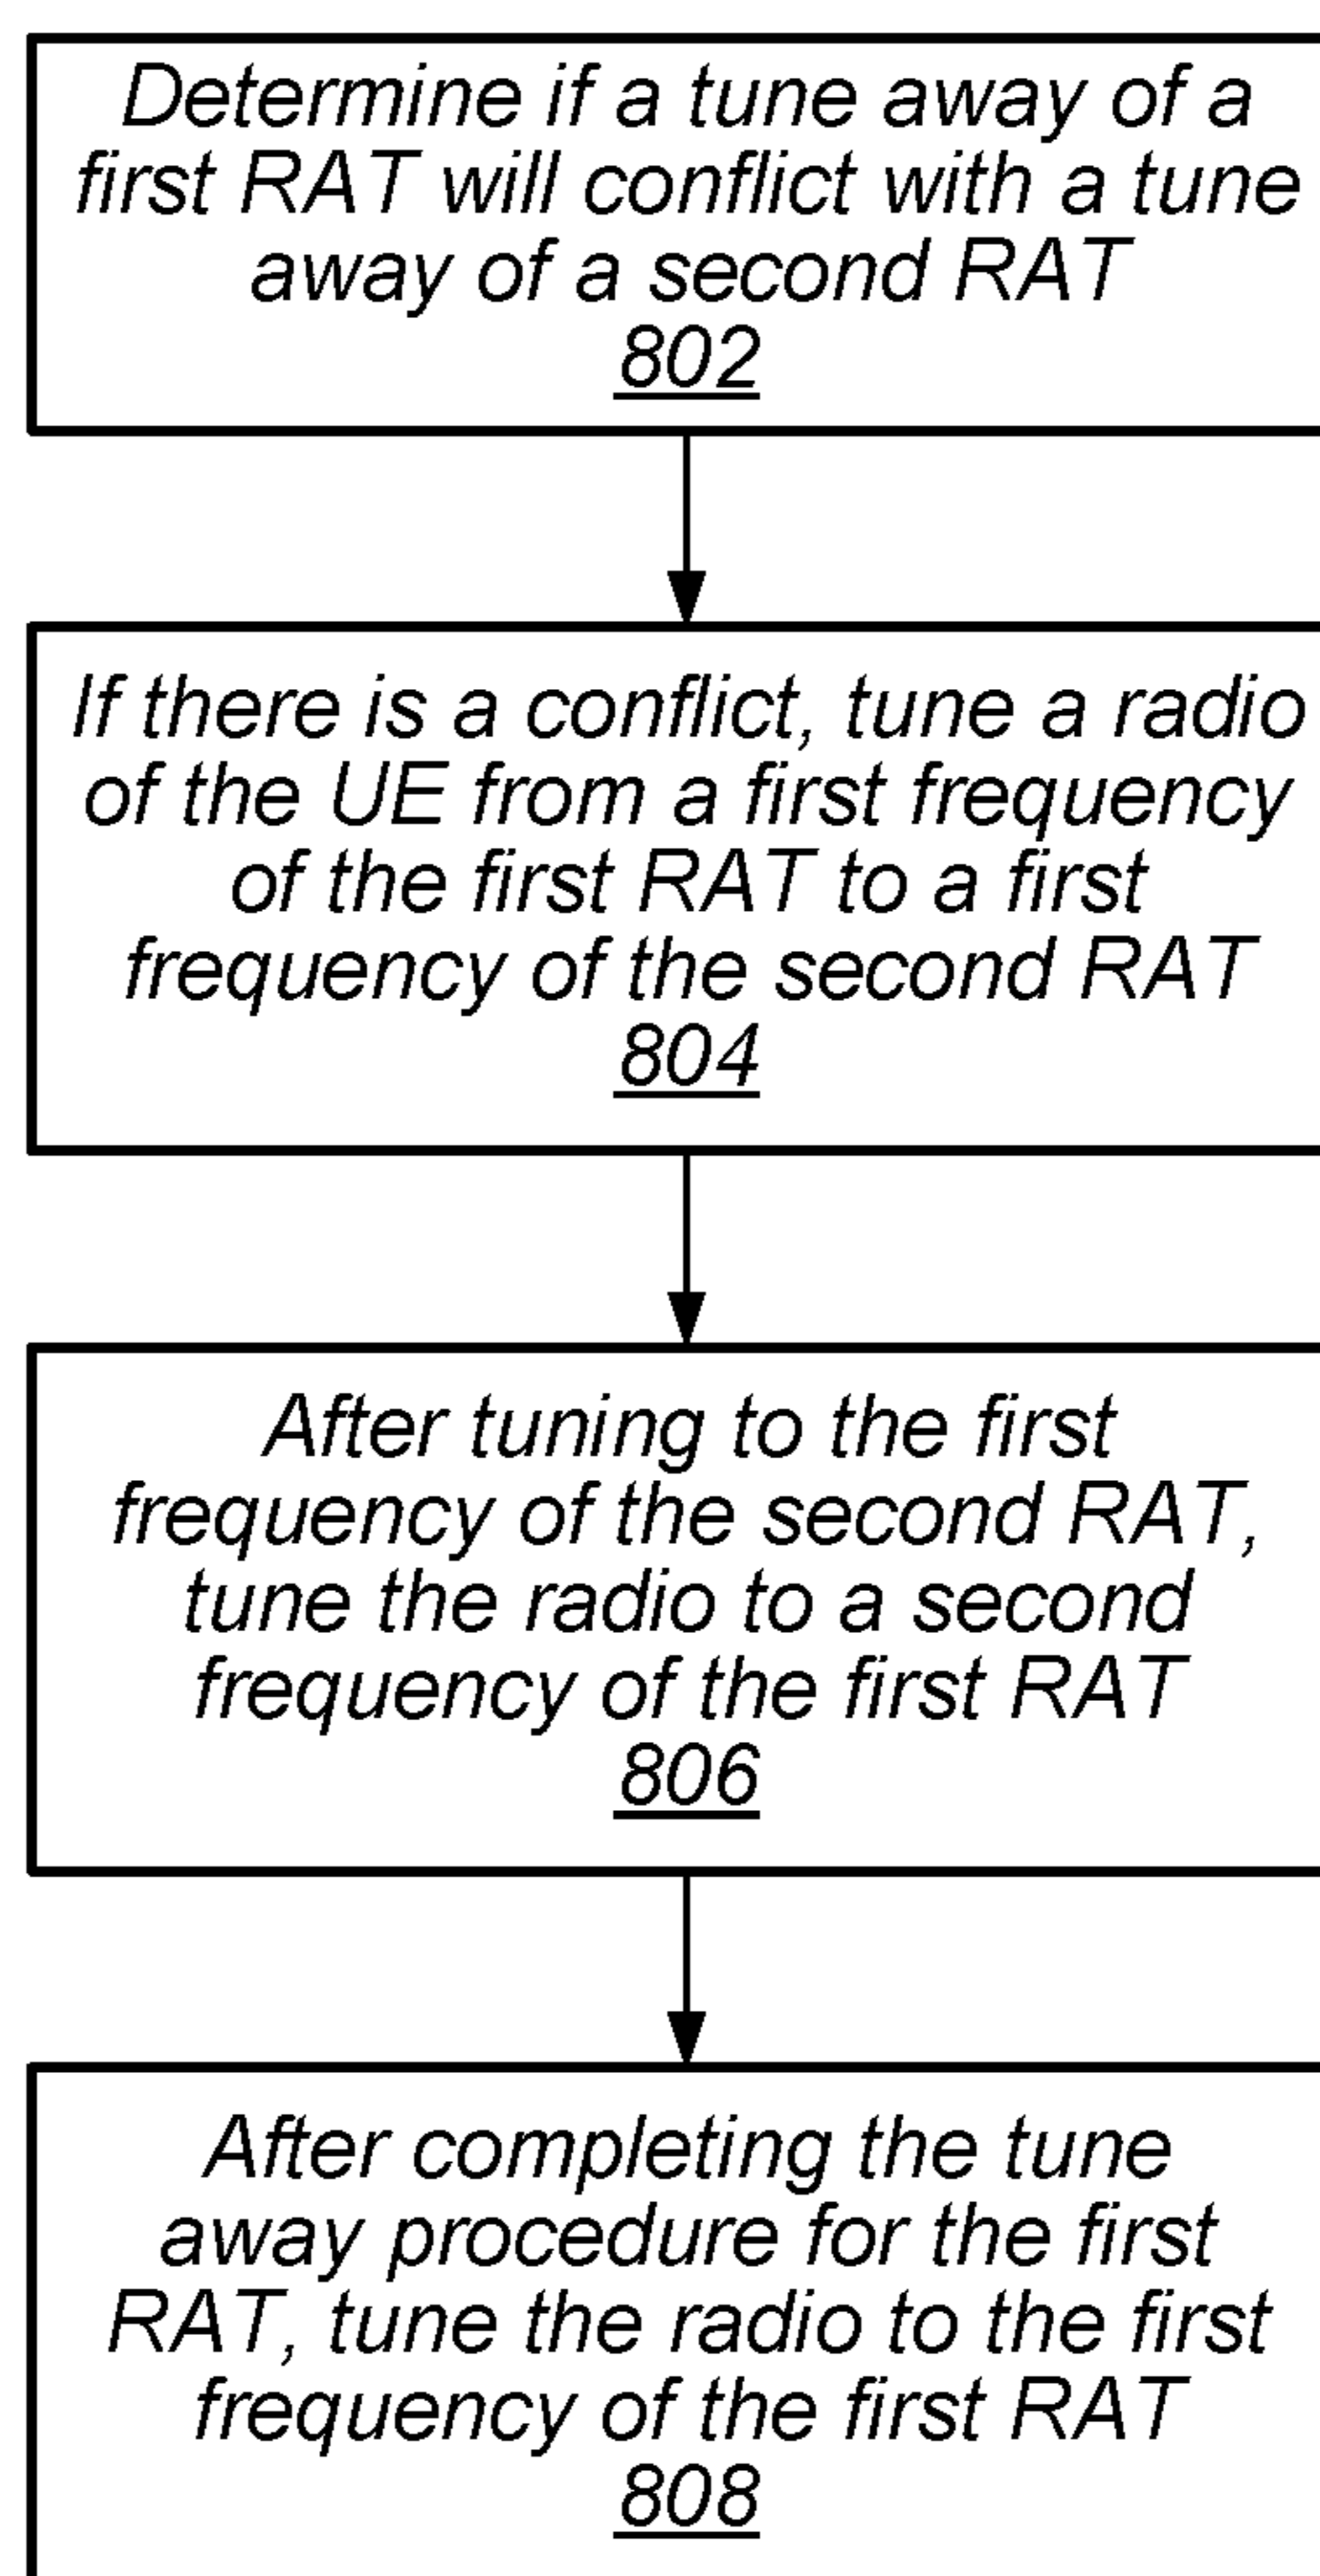 Determine if a tune away of a
first RAT will conflict with a tune
away of a second RAT
802
If there is a conflict, tune a radio
of the UE from a first frequency
of the first RAT to a first
frequency of the second RAT
804
After tuning to the first
frequency of the second RAT,
tune the radio to a second
frequency of the first RAT
806
After completing the tune
away procedure for the first
RAT, tune the radio to the first
frequency of the first RAT
808